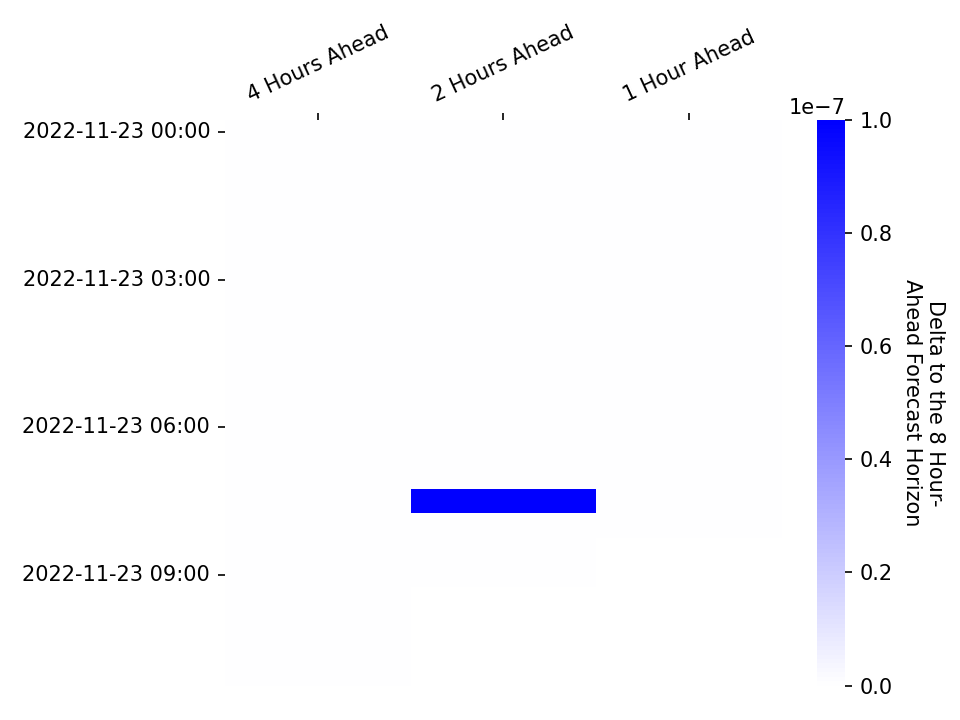 4 Hours Ahead
2 Hours Ahead
1 Hour Ahead
1e−7
2022-11-23 00:00
2022-11-23 03:00
2022-11-23 06:00
2022-11-23 09:00
1.0
0.8
0.6
0.4
0.2
0.0
Delta to the 8 Hour-
Ahead Forecast Horizon